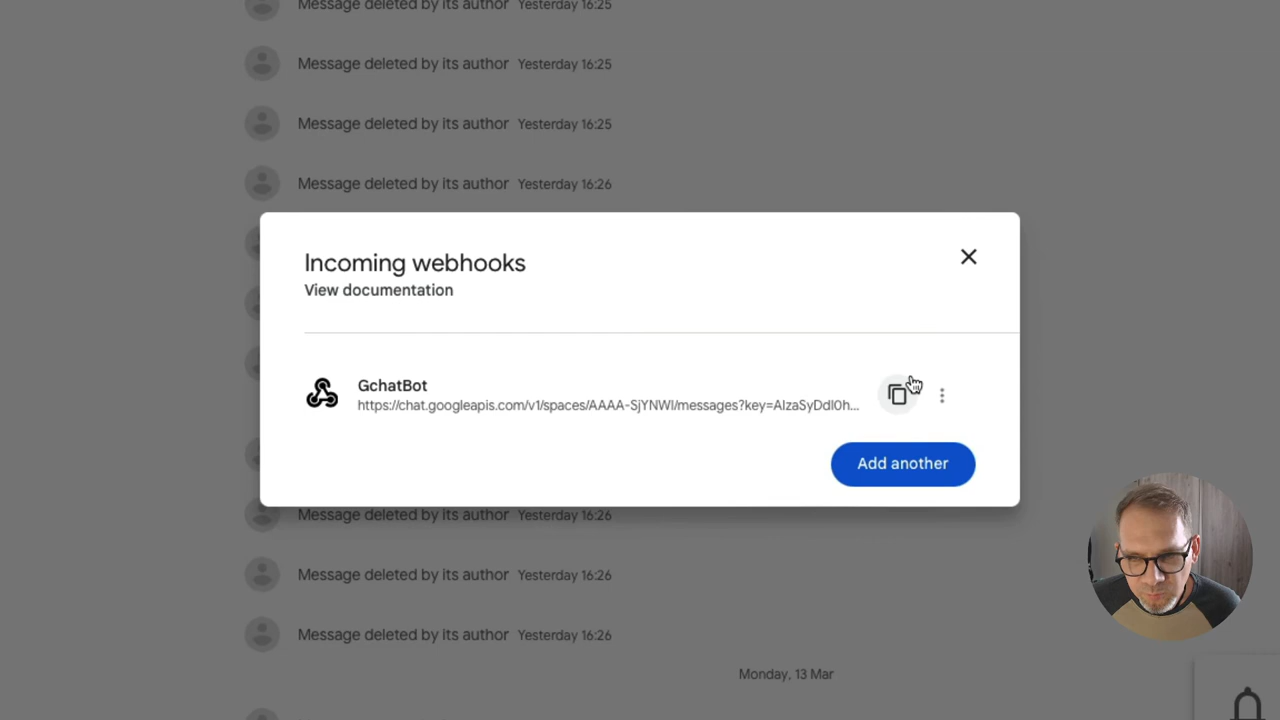 Message deleted by its author Yesterday 16:25
Message deleted by its author Yesterday 16:25
Message deleted by its author Yesterday 16:25
Message deleted by its author Yesterday 16:26
Incoming webhooks
View documentation
GchatBot
https://chat.googleapis.com/v1/spaces/AAAA-SjYNWI/messages?key=AIzaSyDdI0h...
Add another
Message deleted by its author Yesterday 16:26
Message deleted by its author Yesterday 16:26
Message deleted by its author Yesterday 16:26
Monday, 13 Mar